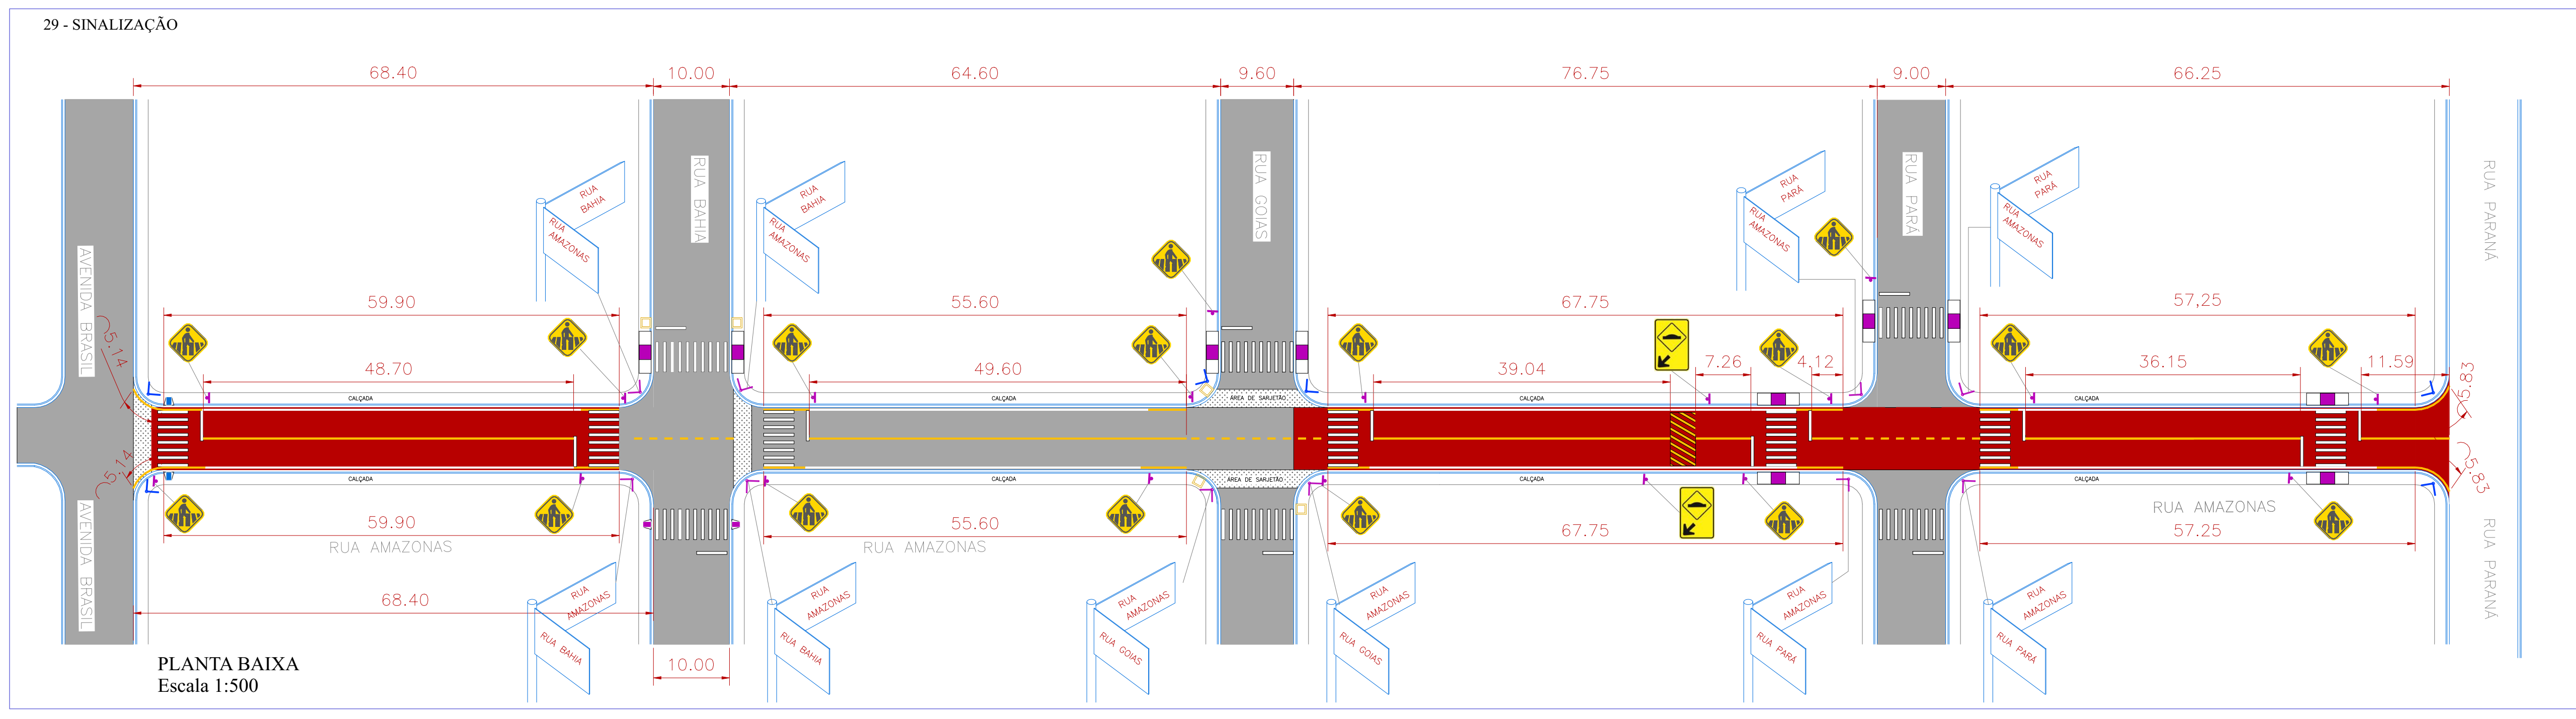 29 - SINALIZAÇÃO
68.40
10.00
64.60
9.60
76.75
9.00
66.25
RUA BAHIA
RUA GOIAS
RUA PARÁ
RUA PARANÁ
AVENIDA BRASIL
RUA
BAHIA
RUA
AMAZONAS
RUA
BAHIA
RUA
AMAZONAS
RUA
PARÁ
RUA
AMAZONAS
RUA
PARÁ
RUA
AMAZONAS
59.90
55.60
67.75
57,25
5.14
48.70
49.60
39.04
7.26
4.12
36.15
11.59
5.83
CALÇADA
CALÇADA
ÁREA DE SARJETÃO
CALÇADA
CALÇADA
5.14
5.83
CALÇADA
CALÇADA
ÁREA DE SARJETÃO
CALÇADA
CALÇADA
AVENIDA BRASIL
RUA PARANÁ
59.90
55.60
67.75
57.25
RUA AMAZONAS
RUA AMAZONAS
RUA AMAZONAS
68.40
RUA
AMAZONAS
RUA BAHIA
RUA
AMAZONAS
RUA BAHIA
RUA
AMAZONAS
RUA GOIAS
RUA
AMAZONAS
RUA GOIAS
RUA
AMAZONAS
RUA PARÁ
RUA
AMAZONAS
RUA PARÁ
10.00
PLANTA BAIXA
Escala 1:500